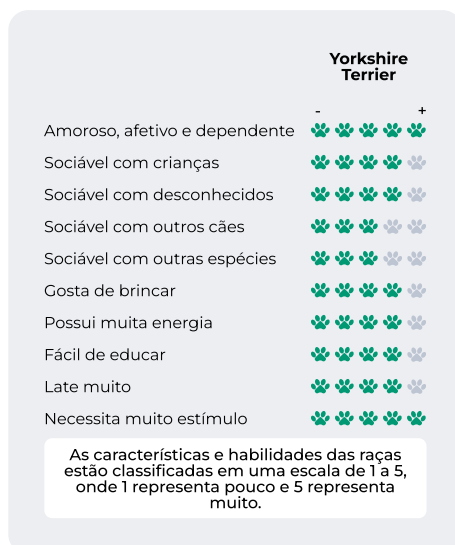 Yorkshire
Terrier
- +
Amoroso, afetivo e dependente
Sociável com crianças
Sociável com desconhecidos
Sociável com outros cães
Sociável com outras espécies
Gosta de brincar
Possui muita energia
Fácil de educar
Late muito
Necessita muito estímulo
As características e habilidades das raças
estão classificadas em uma escala de 1 a 5,
onde 1 representa pouco e 5 representa
muito.